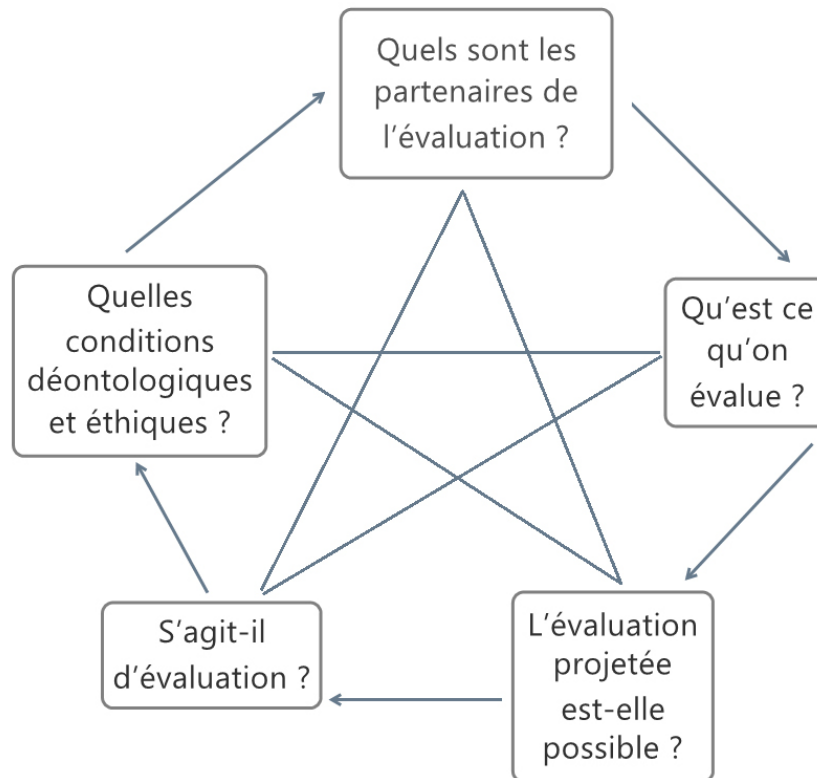 Quels sont les
partenaires de
l'évaluation ?
Qu'est ce
qu'on
évalue ?
L'évaluation
projetée
est-elle
possible ?
S'agit-il
d'évaluation ?
Quelles
conditions
déontologiques
et éthiques ?